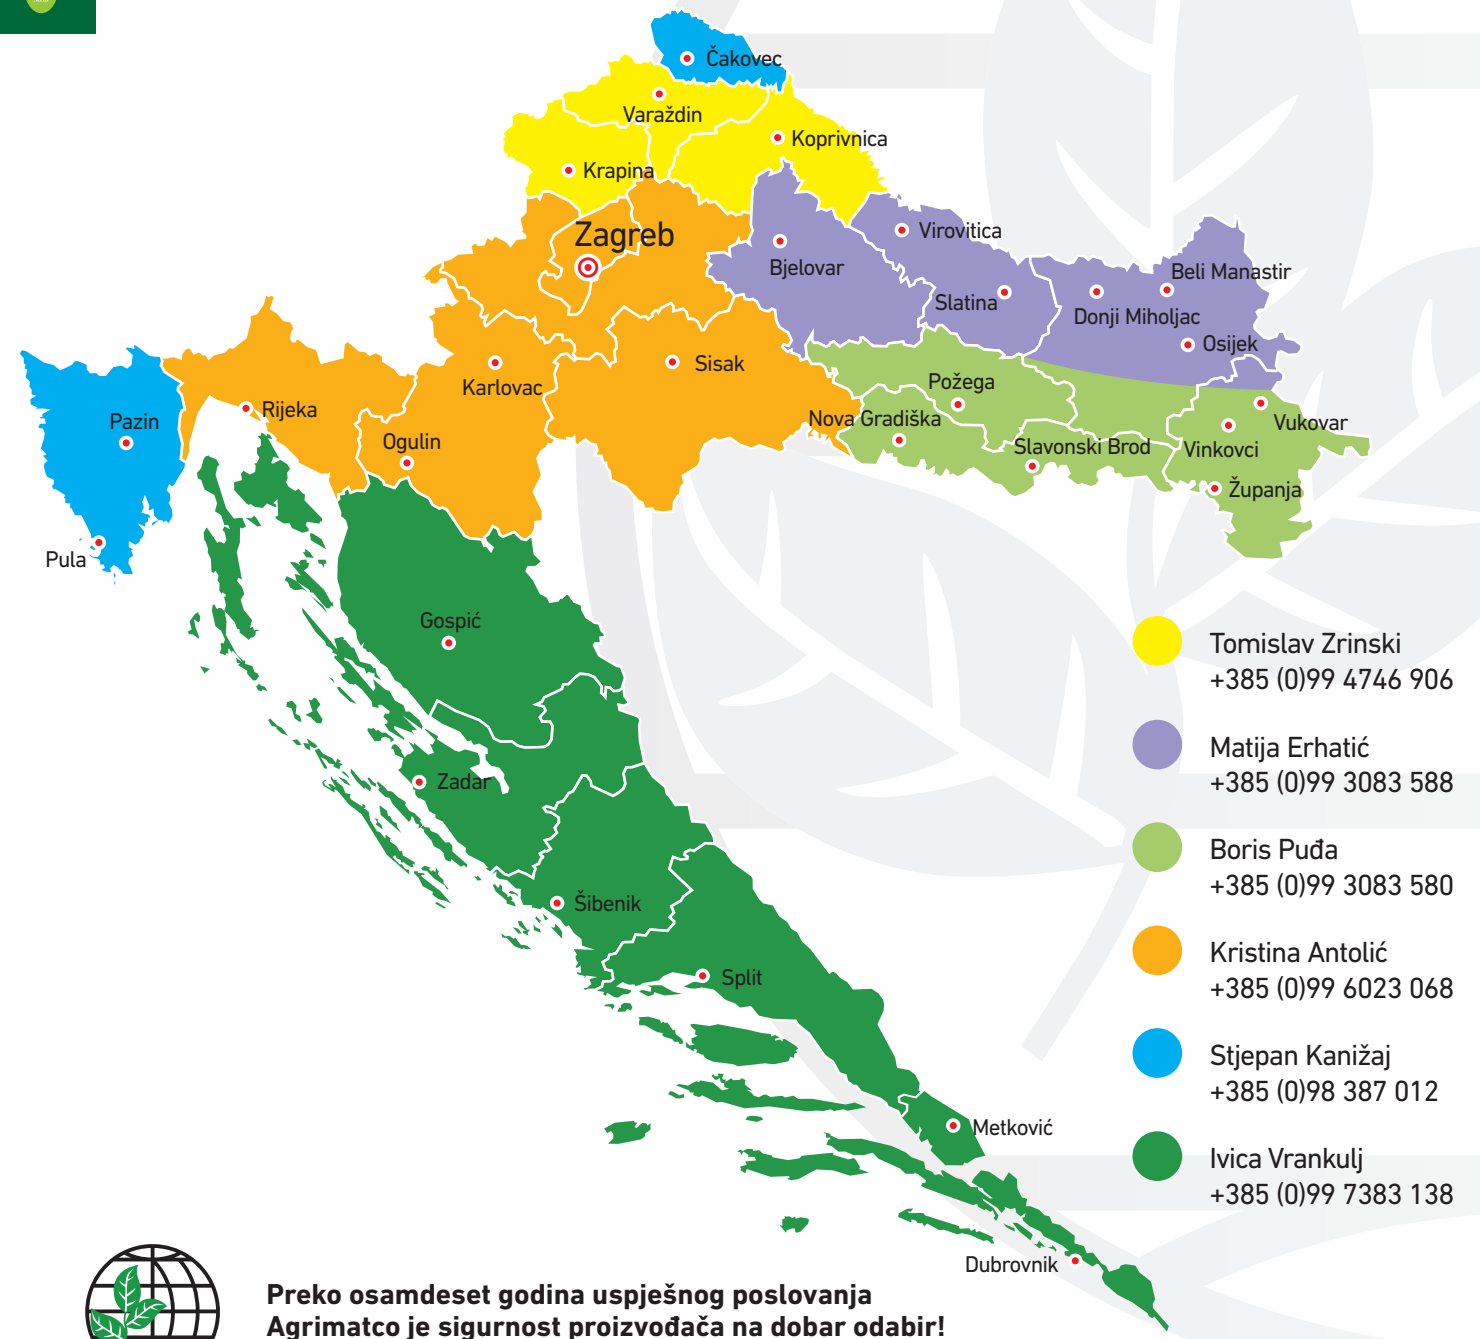 Čakovec
Varaždin
Koprivnica
Krapina
Zagreb
Virovitica
Bjelovar
Beli Manastir
Slatina
Donji Miholjac
Osijek
Sisak
Karlovac
Požega
Rijeka
Pazin
Nova Gradiška
Vukovar
Ogulin
Slavonski Brod
Vinkovci
Županja
Pula
Gospić
Zadar
Šibenik
Split
Metković
Dubrovnik
Tomislav Zrinski
+385 (0)99 4746 906
Matija Erhatić
+385 (0)99 3083 588
Boris Puđa
+385 (0)99 3083 580
Kristina Antolić
+385 (0)99 6023 068
Stjepan Kanižaj
+385 (0)98 387 012
Ivica Vrankulj
+385 (0)99 7383 138
Preko osamdeset godina uspješnog poslovanja
Agrimatco je sigurnost proizvođača na dobar odabir!